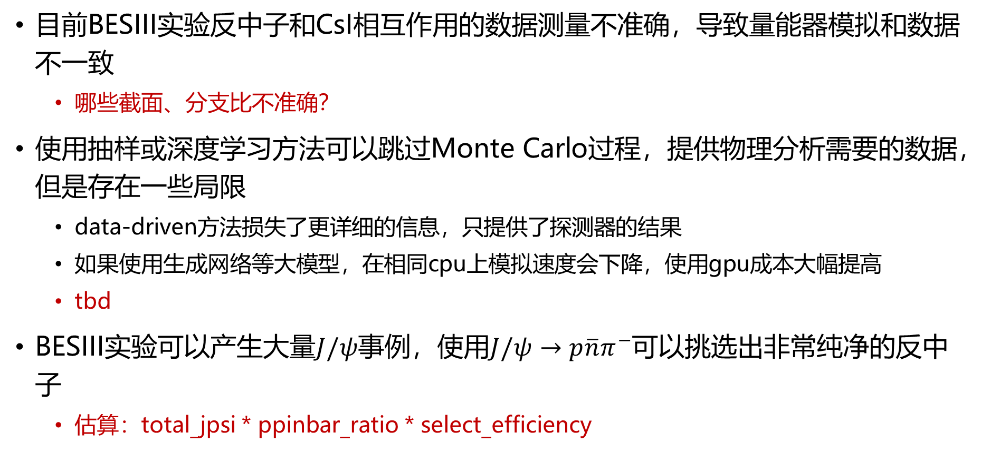 • 目前BESIII实验反中子和CsI相互作用的数据测量不准确，导致量能器模拟和数据
不一致
• 哪些截面、分支比不准确？
• 使用抽样或深度学习方法可以跳过Monte Carlo过程，提供物理分析需要的数据，
但是存在一些局限
• data-driven方法损失了更详细的信息，只提供了探测器的结果
• 如果使用生成网络等大模型，在相同cpu上模拟速度会下降，使用gpu成本大幅提高
• tbd
• BESIII实验可以产生大量J/ψ事例，使用J/ψ → pn̄π⁻可以挑选出非常纯净的反中
子
• 估算：total_jpsi * ppinbar_ratio * select_efficiency